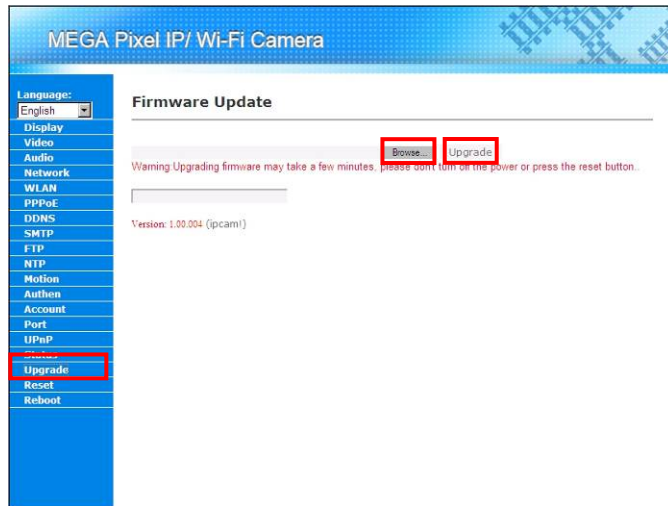 MEGA Pixel IP/ Wi-Fi Camera
Language:
English
Display
Video
Audio
Network
WLAN
PPPoE
DDNS
SMTP
FTP
NTP
Motion
Authen
Account
Port
UPnP
Status
Upgrade
Reset
Reboot
Firmware Update
Browse... Upgrade
Warning:Upgrading firmware may take a few minutes, please don't turn off the power or press the reset button..
Version: 1.00.004 (ipcam!)